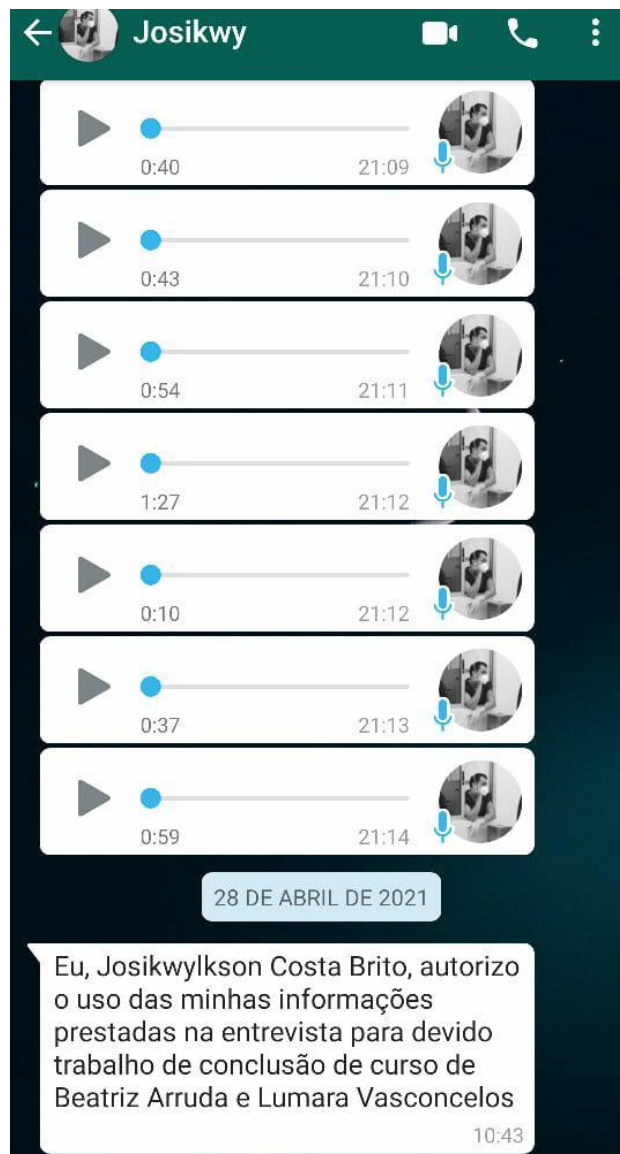 Josikwy
0:40 21:09
0:43 21:10
0:54 21:11
1:27 21:12
0:10 21:12
0:37 21:13
0:59 21:14
28 DE ABRIL DE 2021
Eu, Josikwylkson Costa Brito, autorizo
o uso das minhas informações
prestadas na entrevista para devido
trabalho de conclusão de curso de
Beatriz Arruda e Lumara Vasconcelos
10:43